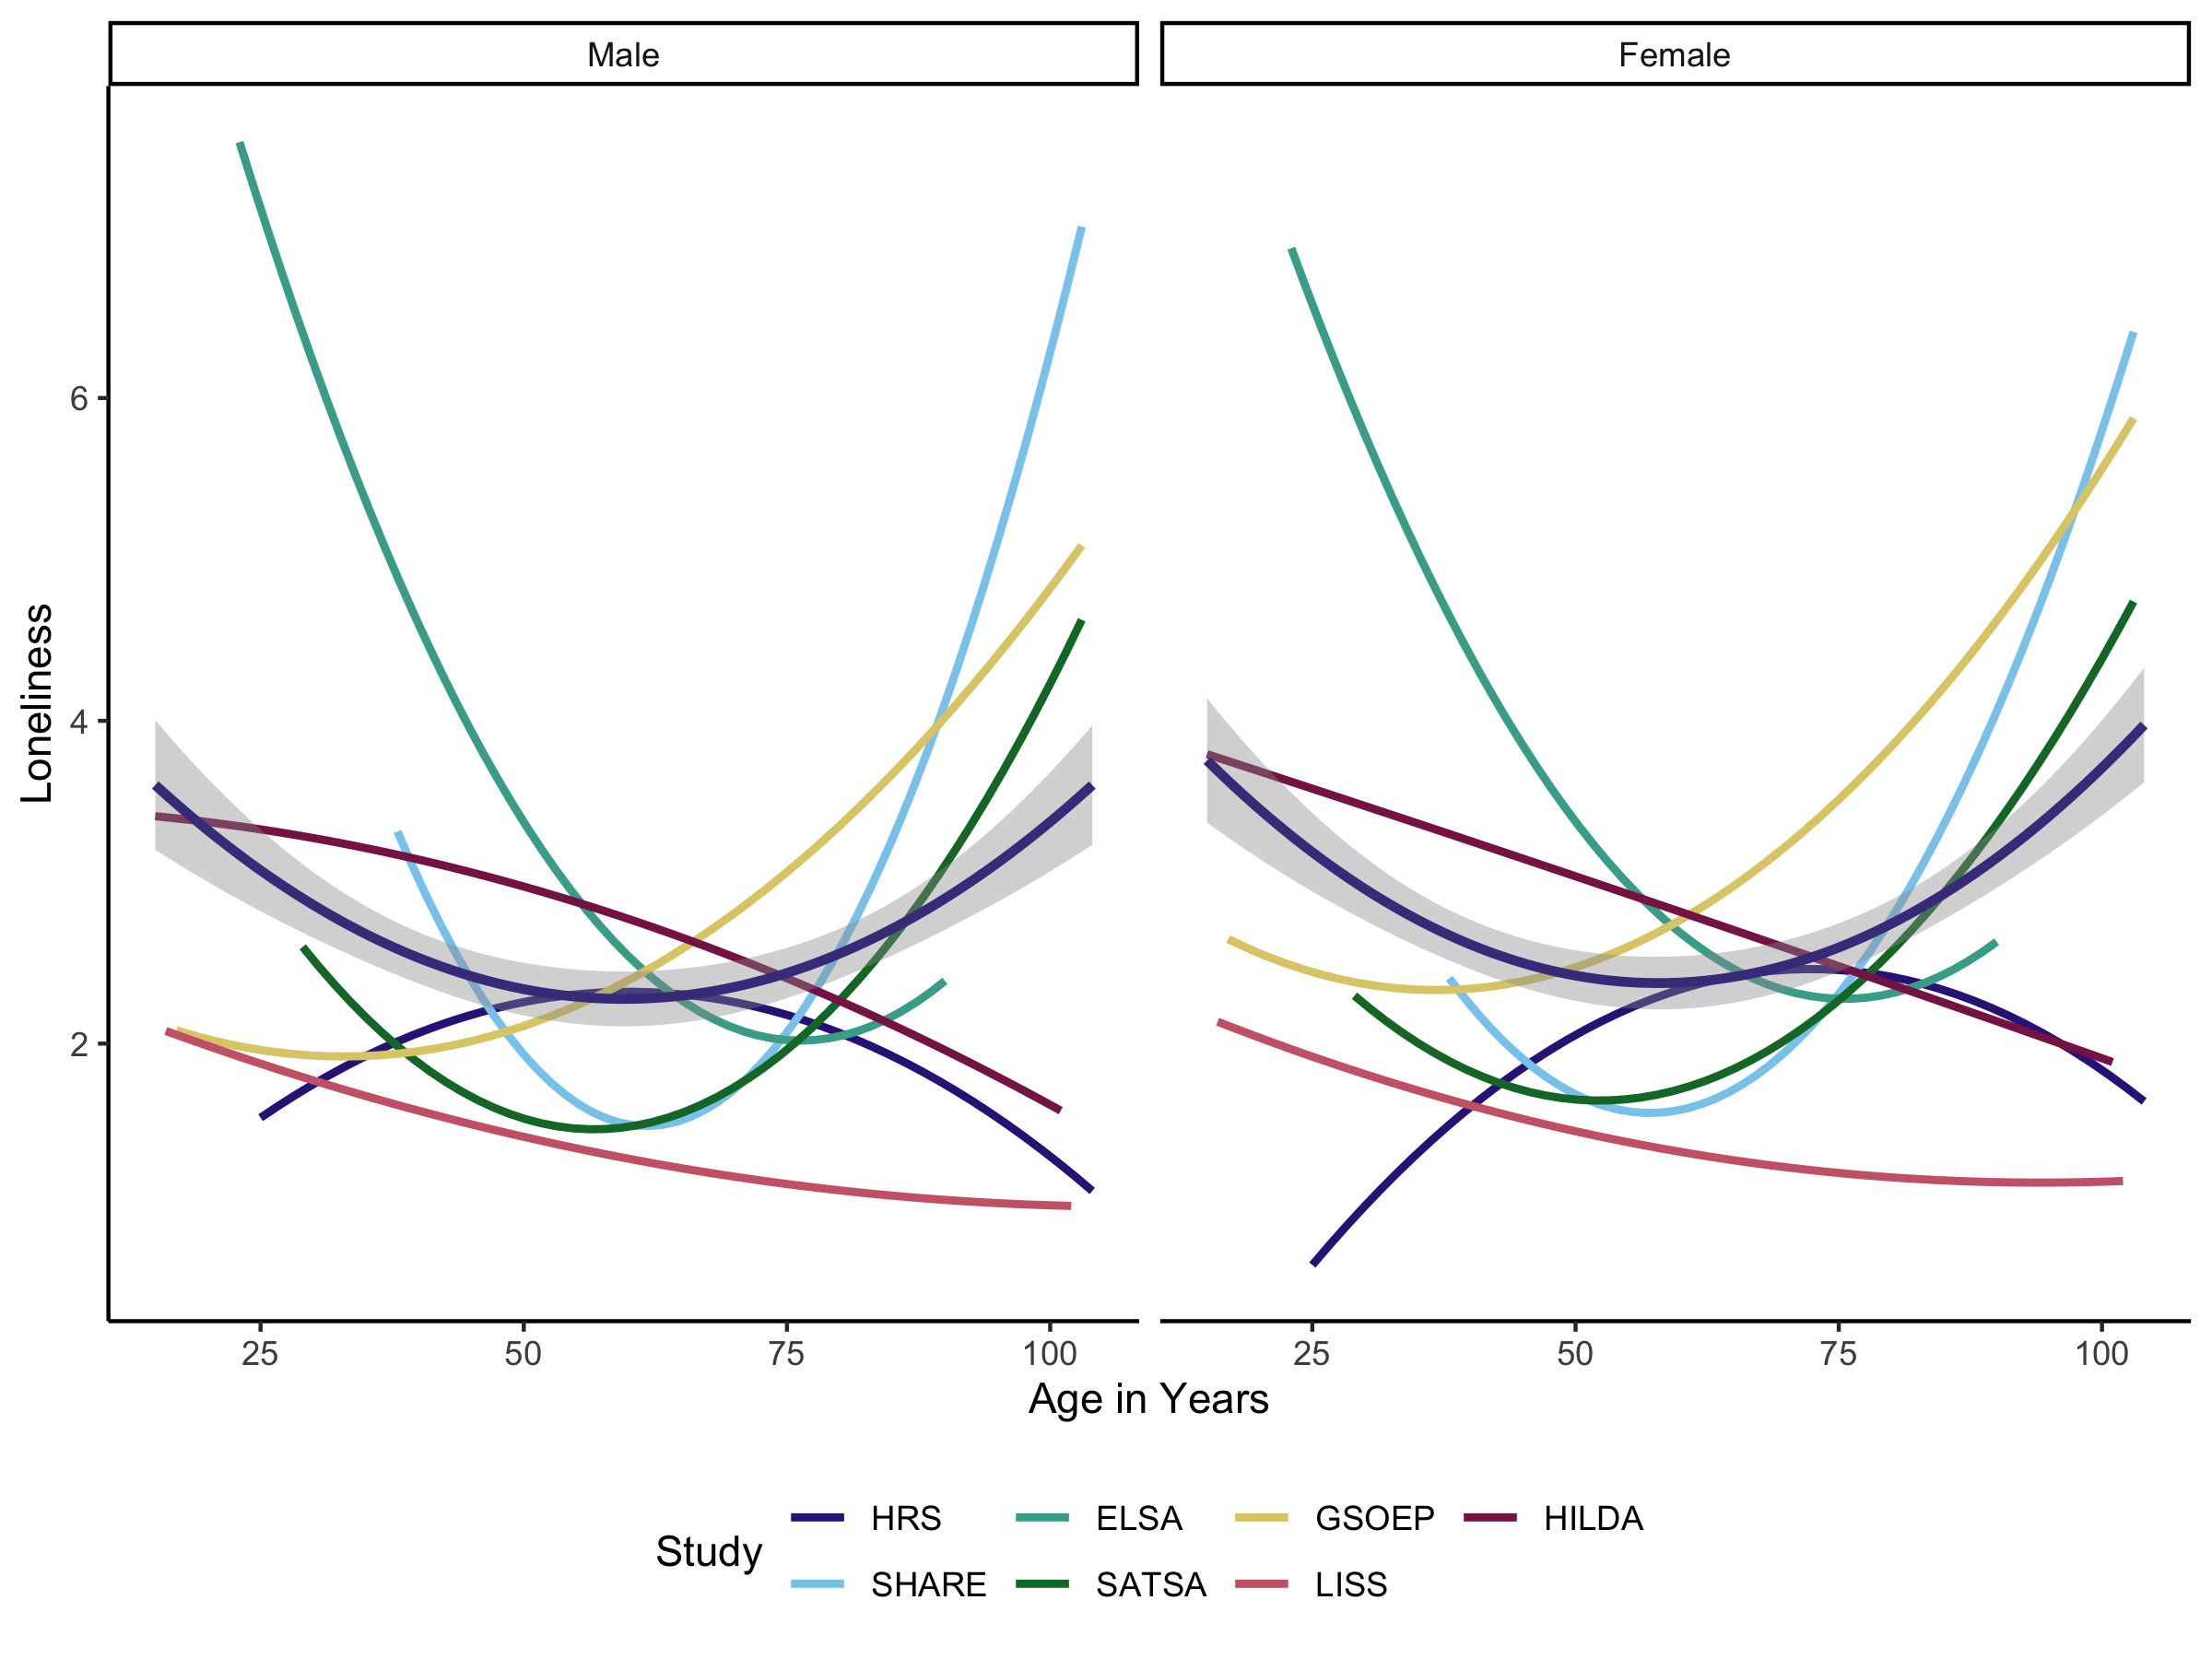 Male Female
Loneliness
6
4
2
25 50 75 100 25 50 75 100
Age in Years
Study
HRS ELSA GSOEP HILDA
SHARE SATSA LISS